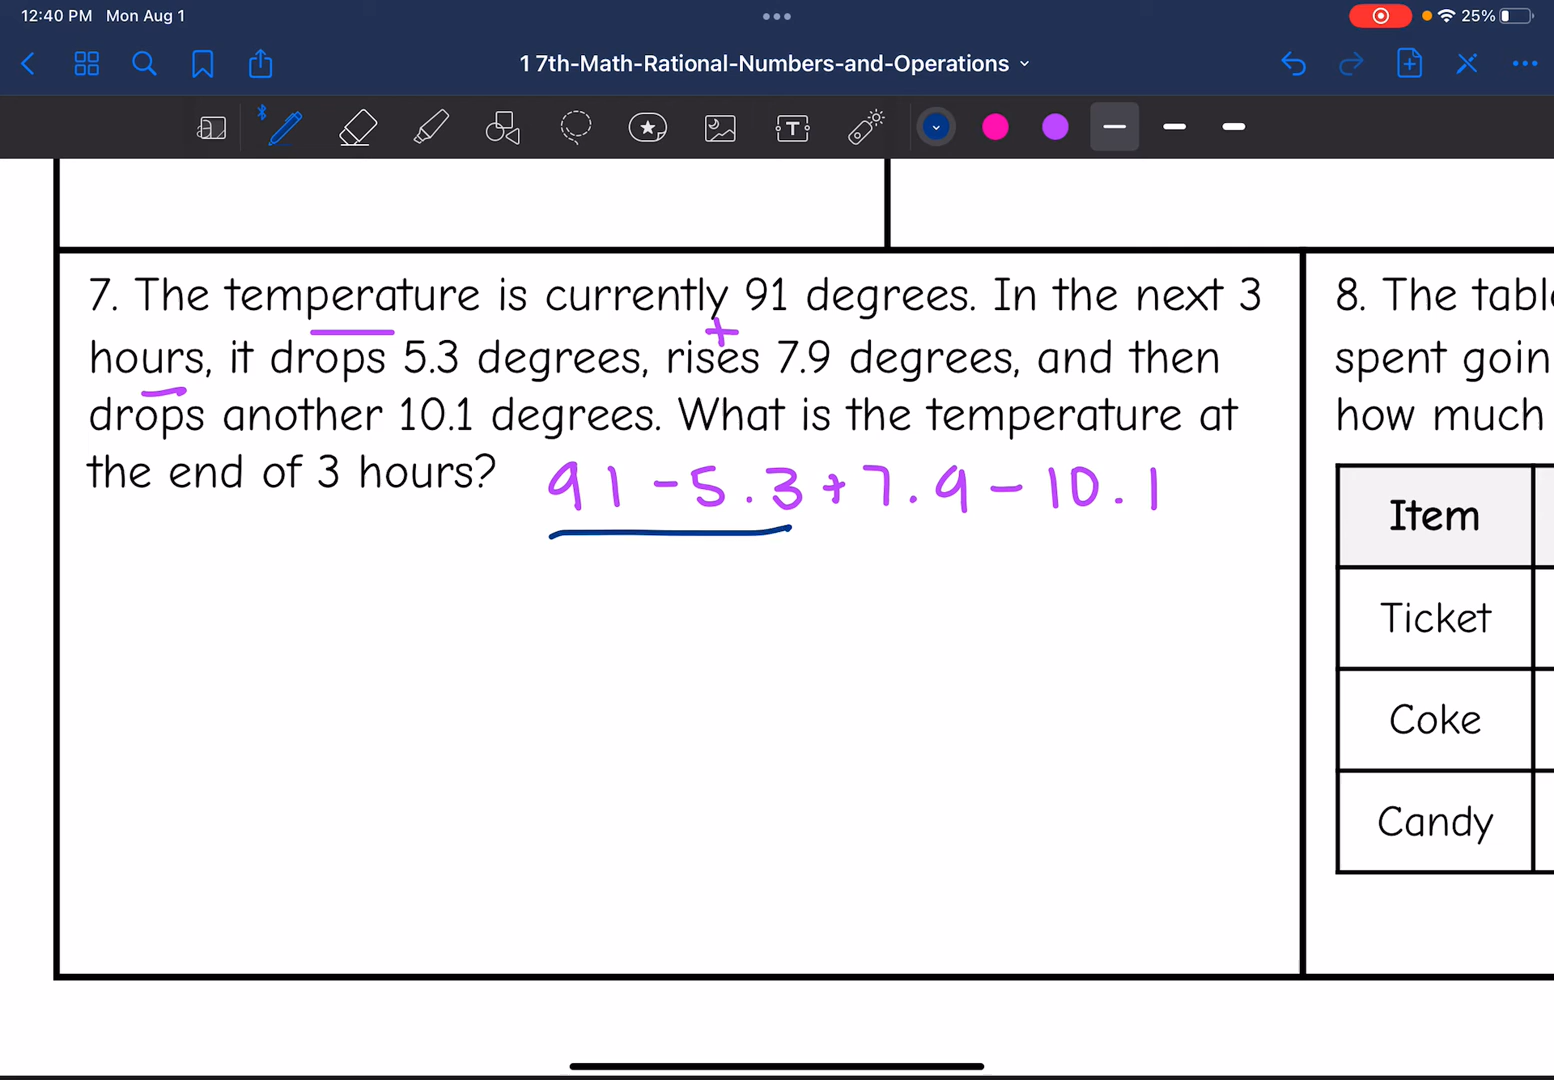 12:40 PM Mon Aug 1
25%
1 7th-Math-Rational-Numbers-and-Operations
T
7. The temperature is currently 91 degrees. In the next 3
+
hours, it drops 5.3 degrees, rises 7.9 degrees, and then
drops another 10.1 degrees. What is the temperature at
the end of 3 hours?
91 - 5.3 + 7.9 - 10.1
8. The tabl
spent goin
how much
Item
Ticket
Coke
Candy